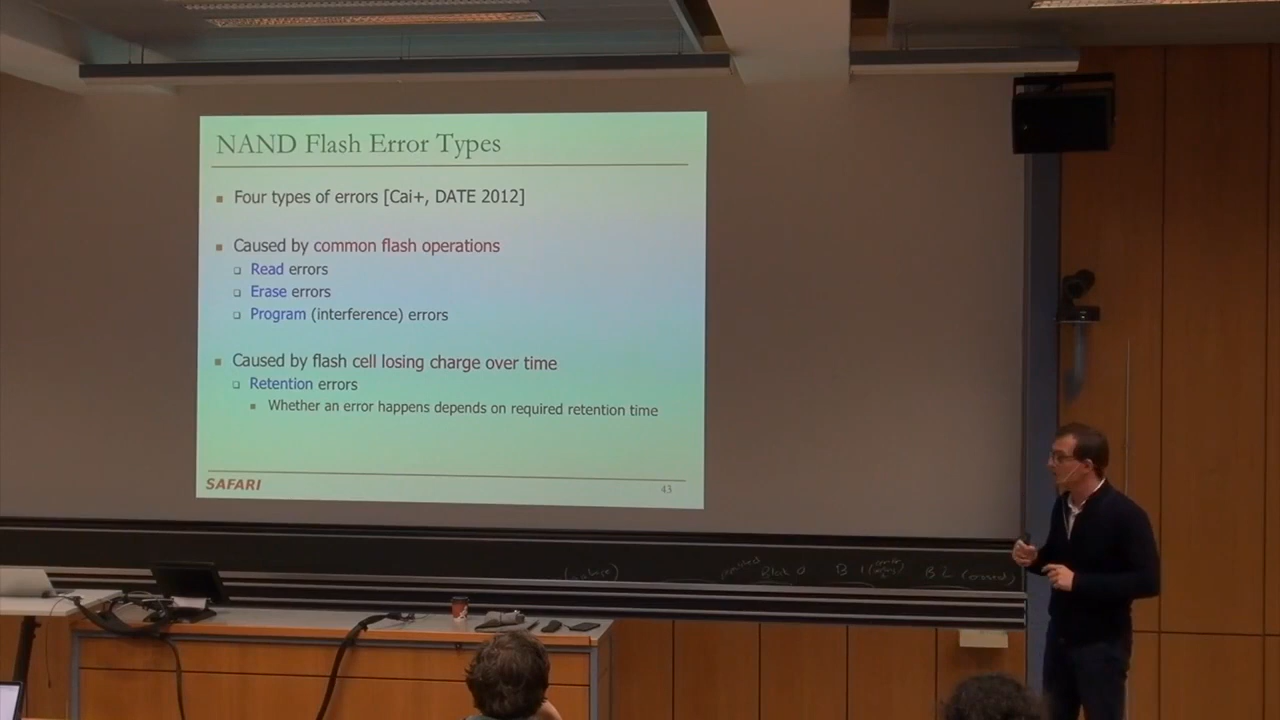 NAND Flash Error Types
Four types of errors [Cai+, DATE 2012]
Caused by common flash operations
Read errors
Erase errors
Program (interference) errors
Caused by flash cell losing charge over time
Retention errors
Whether an error happens depends on required retention time
SAFARI
43